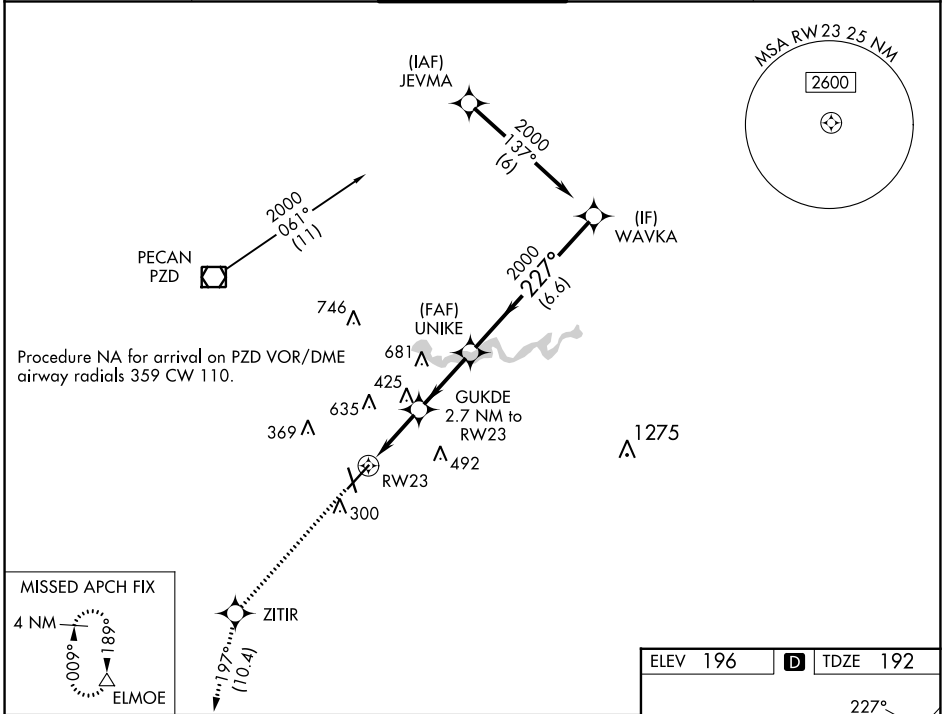 MSA RW 23 25 NM
2600
(IAF)
JEVMA
2000
137°
(6)
(IF)
WAVKA
2000
061°
(11)
PECAN
PZD
2000
227°
(6.6)
746
(FAF)
UNIKE
Procedure NA for arrival on PZD VOR/DME
airway radials 359 CW 110.
681
425
635
369
GUKDE
2.7 NM to
RW23
1275
492
RW23
300
MISSED APCH FIX
4 NM
009°
189°
ELMOE
ZITIR
197°
(10.4)
ELEV 196 D TDZE 192
227°